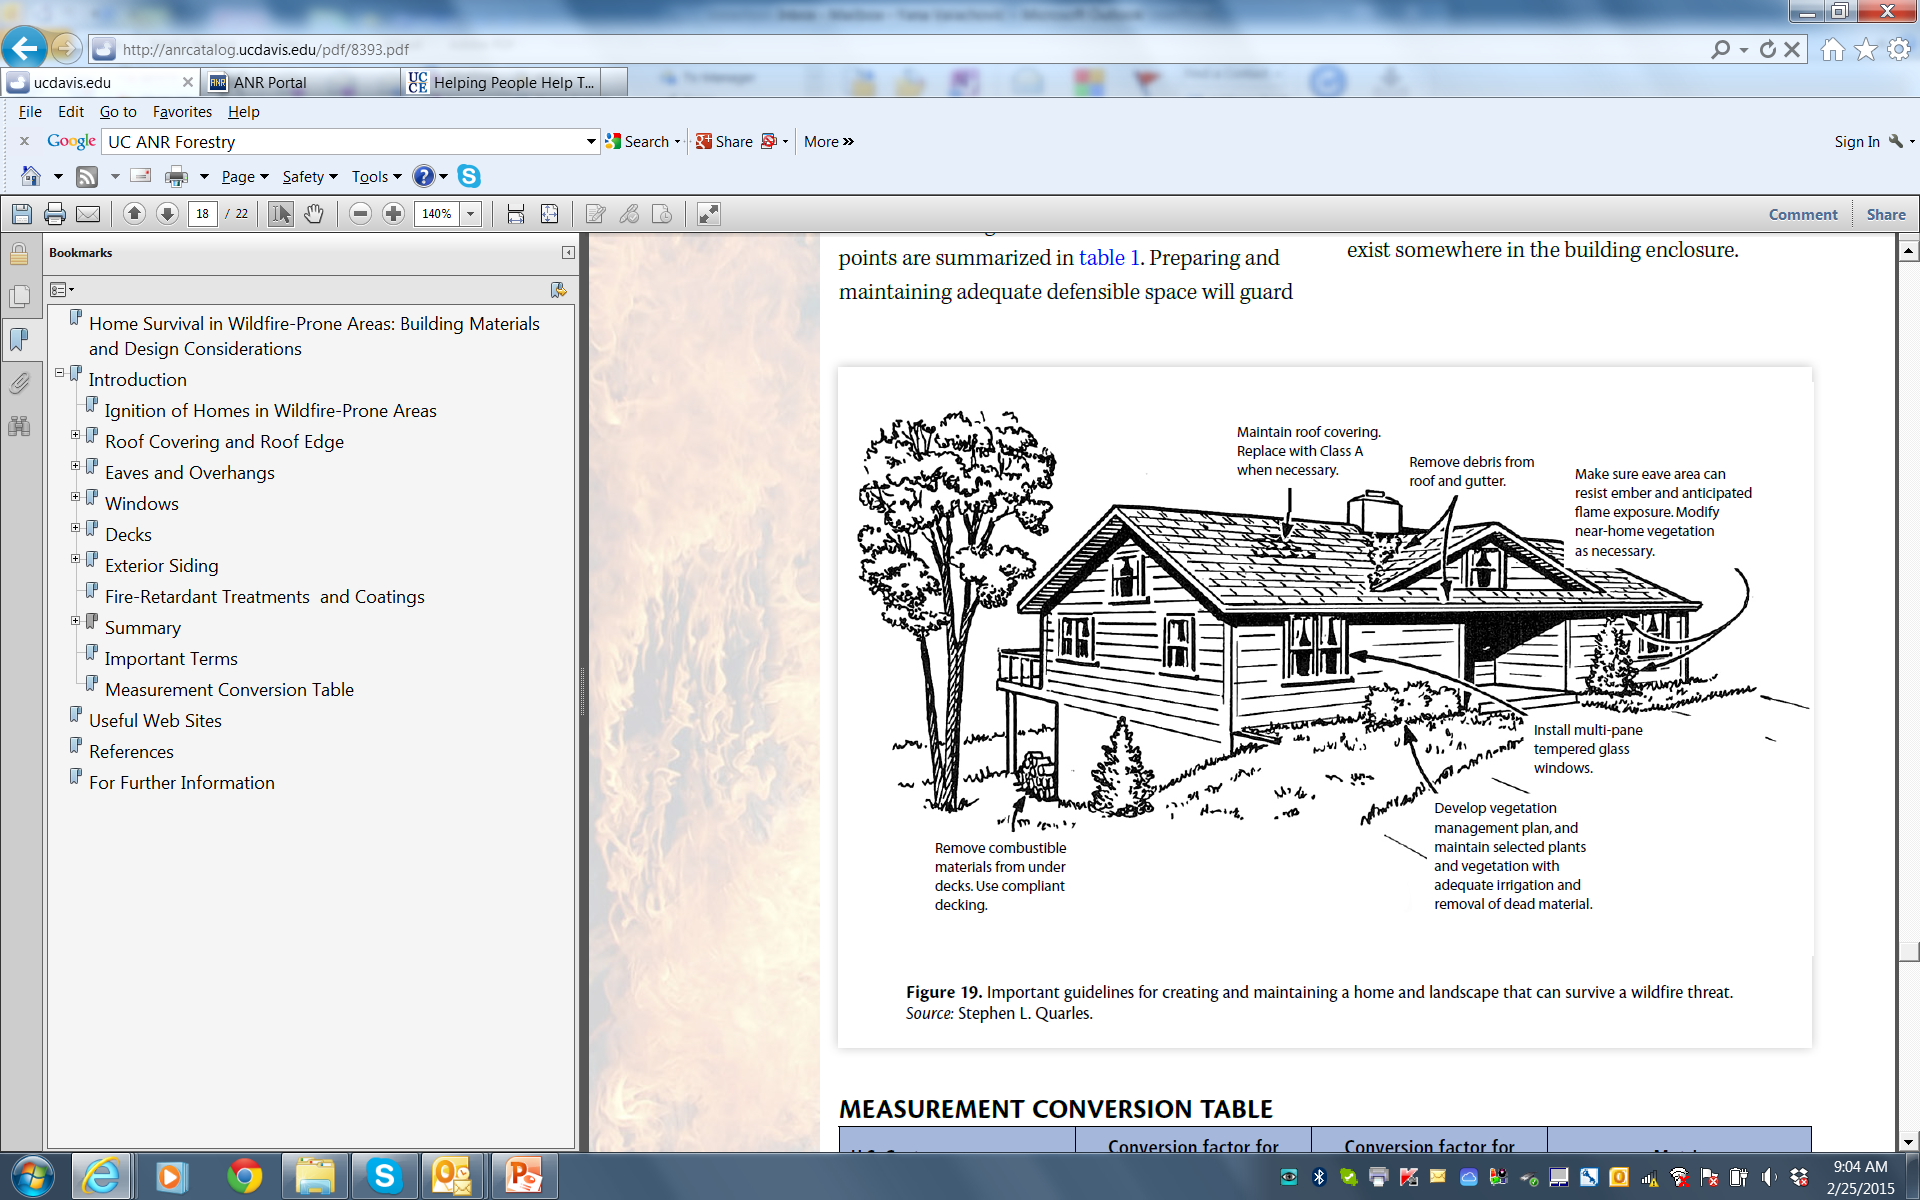 http://anrcatalog.ucdavis.edu/pdf/8393.pdf
ucdavis.edu
ANR Portal
Helping People Help T...
File Edit Go to Favorites Help
Google UC ANR Forestry Search Share More »
Sign In
Page Safety Tools
18 / 22 140% Comment Share
Bookmarks
Home Survival in Wildfire-Prone Areas: Building Materials
and Design Considerations
Introduction
Ignition of Homes in Wildfire-Prone Areas
Roof Covering and Roof Edge
Eaves and Overhangs
Windows
Decks
Exterior Siding
Fire-Retardant Treatments and Coatings
Summary
Important Terms
Measurement Conversion Table
Useful Web Sites
References
For Further Information
points are summarized in table 1. Preparing and
maintaining adequate defensible space will guard
exist somewhere in the building enclosure.
Maintain roof covering.
Replace with Class A
when necessary.
Remove debris from
roof and gutter.
Make sure eave area can
resist ember and anticipated
flame exposure. Modify
near-home vegetation
as necessary.
Install multi-pane
tempered glass
windows.
Develop vegetation
management plan, and
maintain selected plants
and vegetation with
adequate irrigation and
removal of dead material.
Remove combustible
materials from under
decks. Use compliant
decking.
Figure 19. Important guidelines for creating and maintaining a home and landscape that can survive a wildfire threat.
Source: Stephen L. Quarles.
MEASUREMENT CONVERSION TABLE
Conversion factor for Conversion factor for
9:04 AM
2/25/2015